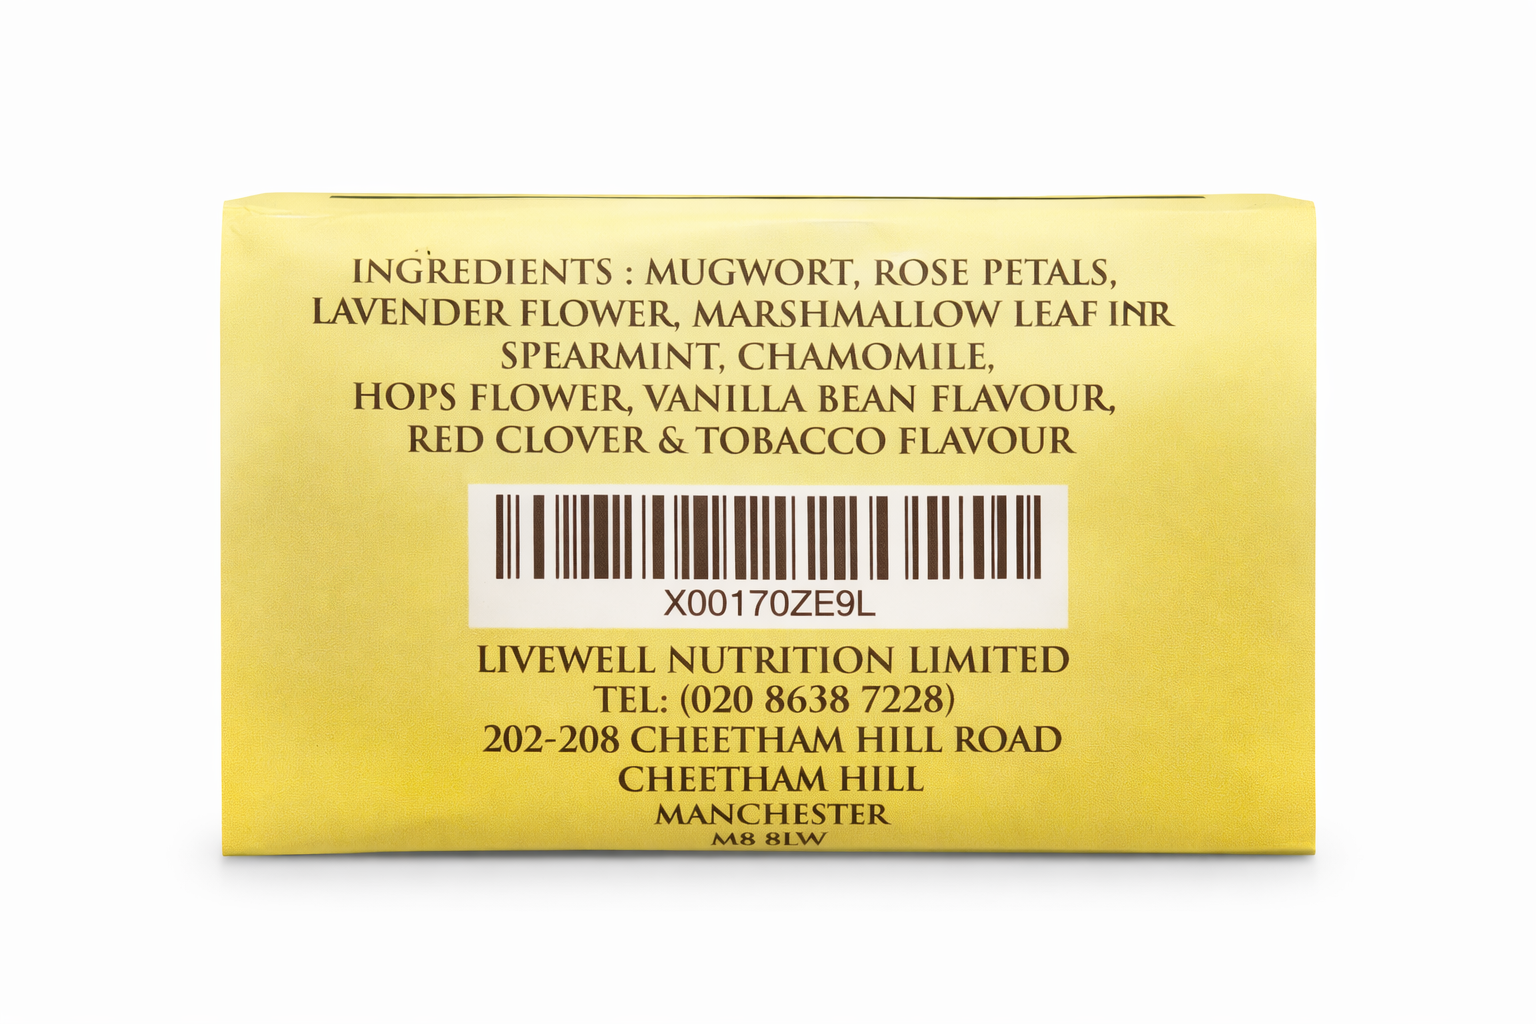 INGREDIENTS : MUGWORT, ROSE PETALS,
LAVENDER FLOWER, MARSHMALLOW LEAF
SPEARMINT, CHAMOMILE,
HOPS FLOWER, VANILLA BEAN FLAVOUR,
RED CLOVER & TOBACCO FLAVOUR
X00170ZE9L
LIVEWELL NUTRITION LIMITED
TEL: (020 8638 7228)
202-208 CHEETHAM HILL ROAD
CHEETHAM HILL
MANCHESTER
M8 8LW